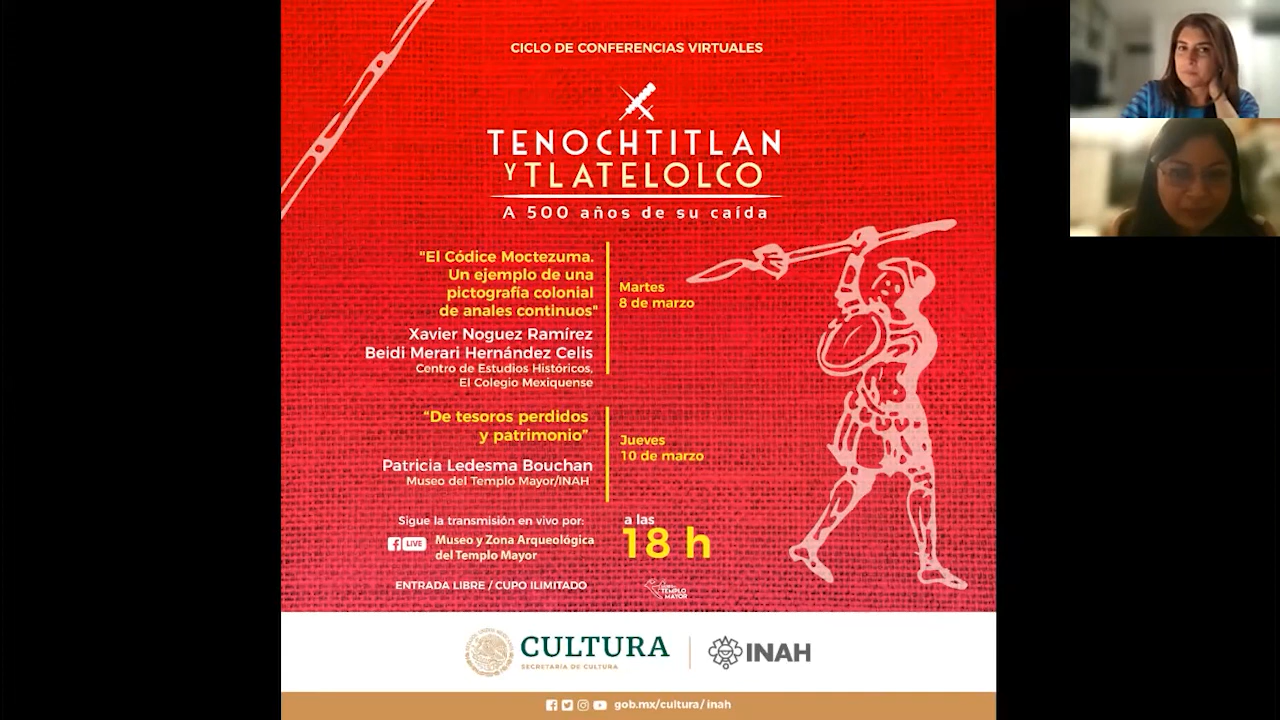 CICLO DE CONFERENCIAS VIRTUALES
TENOCHTITLAN
Y TLATELOLCO
A 500 años de su caída
"El Códice Moctezuma.
Un ejemplo de una
pictografía colonial
de anales continuos"
Xavier Noguez Ramírez
Beidi Merari Hernández Celis
Centro de Estudios Históricos,
El Colegio Mexiquense
Martes
8 de marzo
“De tesoros perdidos
y patrimonio”
Patricia Ledesma Bouchan
Museo del Templo Mayor/INAH
Jueves
10 de marzo
Sigue la transmisión en vivo por:
LIVE
Museo y Zona Arqueológica
del Templo Mayor
a las
18 h
ENTRADA LIBRE / CUPO ILIMITADO
TEMPLO
MAYOR
CULTURA
SECRETARÍA DE CULTURA
INAH
gob.mx/cultura/inah